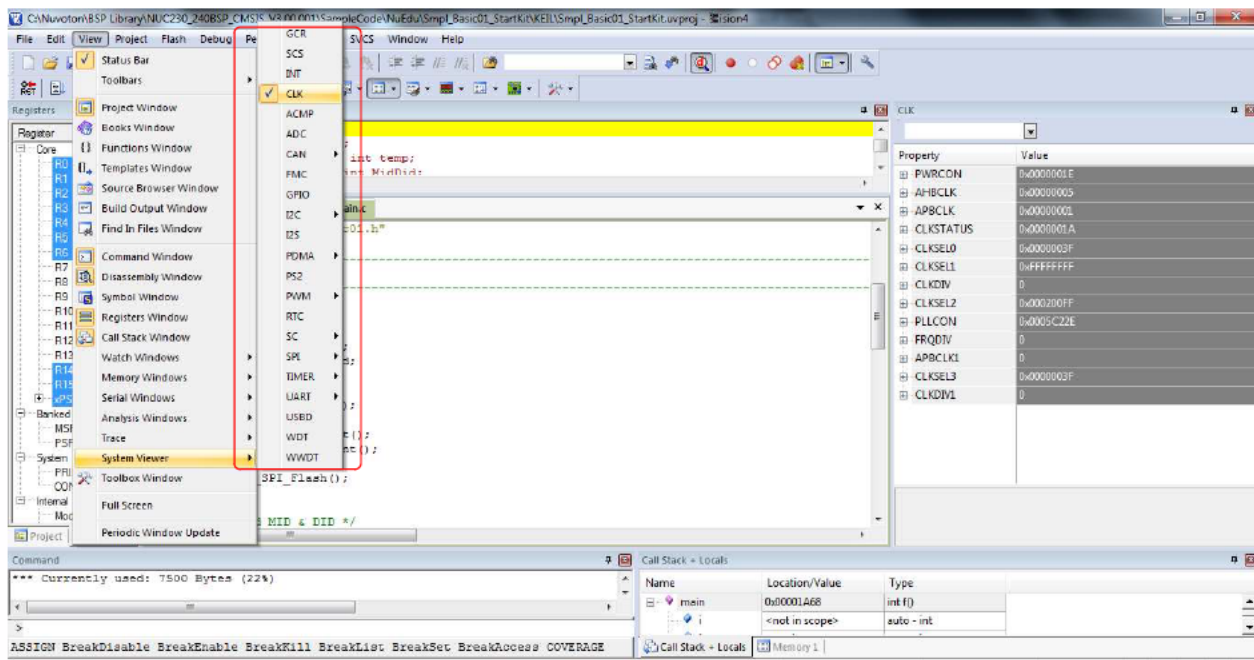 C:\Nuvoton\BSP Library\NUC230_240BSP_CMSIS_V3.00.001\SampleCode\NuEdu\Smpl_Basic01_StartKit\KEIL\Smpl_Basic01_StartKit.uvproj - μVision4
File Edit View Project Flash Debug Pe SVCS Window Help
Status Bar
Toolbars
Project Window
Books Window
Functions Window
Templates Window
Source Browser Window
Build Output Window
Find In Files Window
Command Window
Disassembly Window
Symbol Window
Registers Window
Call Stack Window
Watch Windows
Memory Windows
Serial Windows
Analysis Windows
Trace
System Viewer
Toolbox Window
Full Screen
Periodic Window Update
GCR
SCS
INT
CLK
ACMP
ADC
CAN
FMC
GPIO
I2C
I2S
PDMA
PS2
PWM
RTC
SC
SPI
TIMER
UART
USBD
WDT
WWDT
Registers
Register
Core
R0
R1
R2
R3
R4
R5
R6
R7
R8
R9
R10
R11
R12
R13
R14
R15
xPS
Banked
MSP
PSP
System
PRI
CON
Internal
Mod
Project
int temp;
int MidDid;
ain.c
c01.h"
t();
nt();
SPI_Flash();
MID & DID */
CLK
Property Value
PWRCON 0x0000001E
AHBCLK 0x00000005
APBCLK 0x00000001
CLKSTATUS 0x0000001A
CLKSEL0 0x0000003F
CLKSEL1 0xFFFFFFFF
CLKDIV 0
CLKSEL2 0x000200FF
PLLCON 0x0005C22E
FRQDIV 0
APBCLK1 0
CLKSEL3 0x0000003F
CLKDIV1 0
Command
*** Currently used: 7500 Bytes (22%)
>
ASSIGN BreakDisable BreakEnable BreakKill BreakList BreakSet BreakAccess COVERAGE
Call Stack + Locals
Name Location/Value Type
main 0x00001A68 int f()
i <not in scope> auto - int
Call Stack + Locals Memory 1